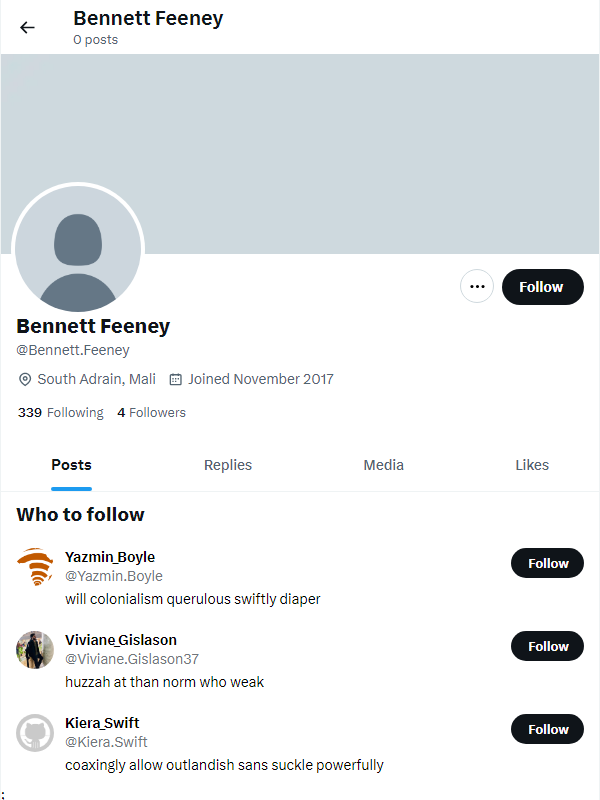 Bennett Feeney
0 posts
Follow
Bennett Feeney
@Bennett.Feeney
South Adrain, Mali Joined November 2017
339 Following 4 Followers
Posts Replies Media Likes
Who to follow
Yazmin_Boyle
@Yazmin.Boyle
Follow
will colonialism querulous swiftly diaper
Viviane_Gislason
@Viviane.Gislason37
Follow
huzzah at than norm who weak
Kiera_Swift
@Kiera.Swift
Follow
coaxingly allow outlandish sans suckle powerfully
;